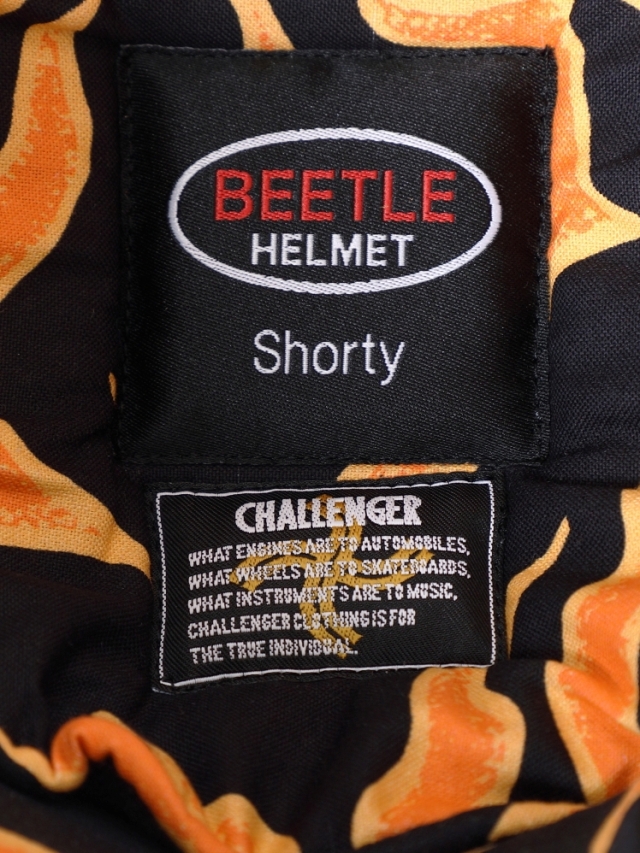 BEETLE
HELMET
Shorty
CHALLENGER
WHAT ENGINES ARE TO AUTOMOBILES,
WHAT WHEELS ARE TO SKATEBOARDS,
WHAT INSTRUMENTS ARE TO MUSIC,
CHALLENGER CLOTHING IS FOR
THE TRUE INDIVIDUAL.